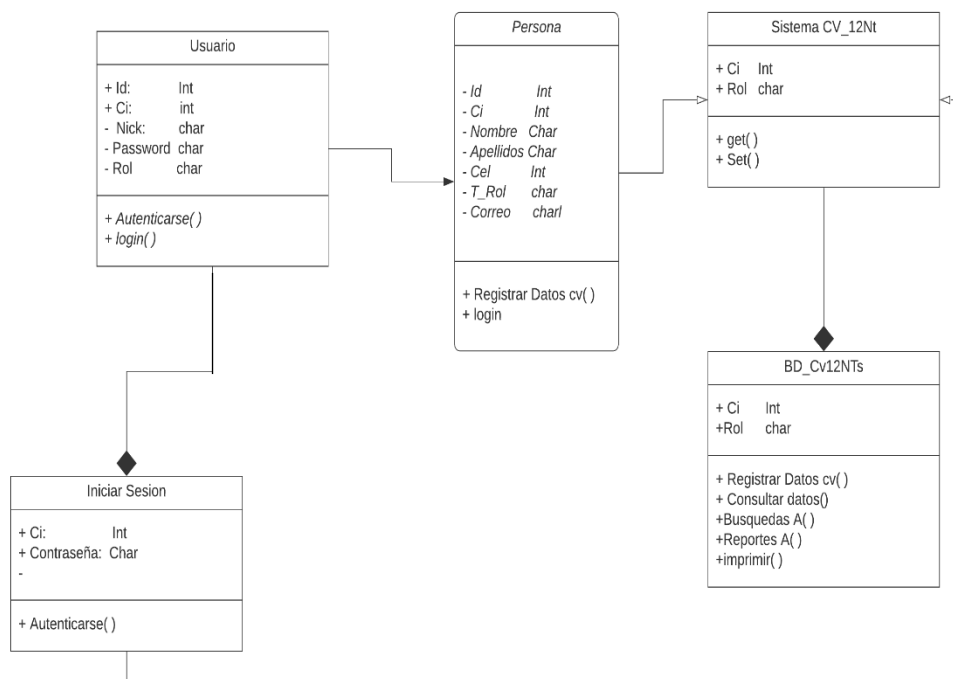 Usuario
+ Id: Int
+ Ci: int
- Nick: char
- Password char
- Rol char
+ Autenticarse( )
+ login( )
Persona
- Id Int
- Ci Int
- Nombre Char
- Apellidos Char
- Cel Int
- T_Rol char
- Correo charl
+ Registrar Datos cv( )
+ login
Sistema CV_12Nt
+ Ci Int
+ Rol char
+ get( )
+ Set( )
BD_Cv12NTs
+ Ci Int
+Rol char
+ Registrar Datos cv( )
+ Consultar datos()
+Busquedas A( )
+Reportes A( )
+imprimir( )
Iniciar Sesion
+ Ci: Int
+ Contraseña: Char
-
+ Autenticarse( )